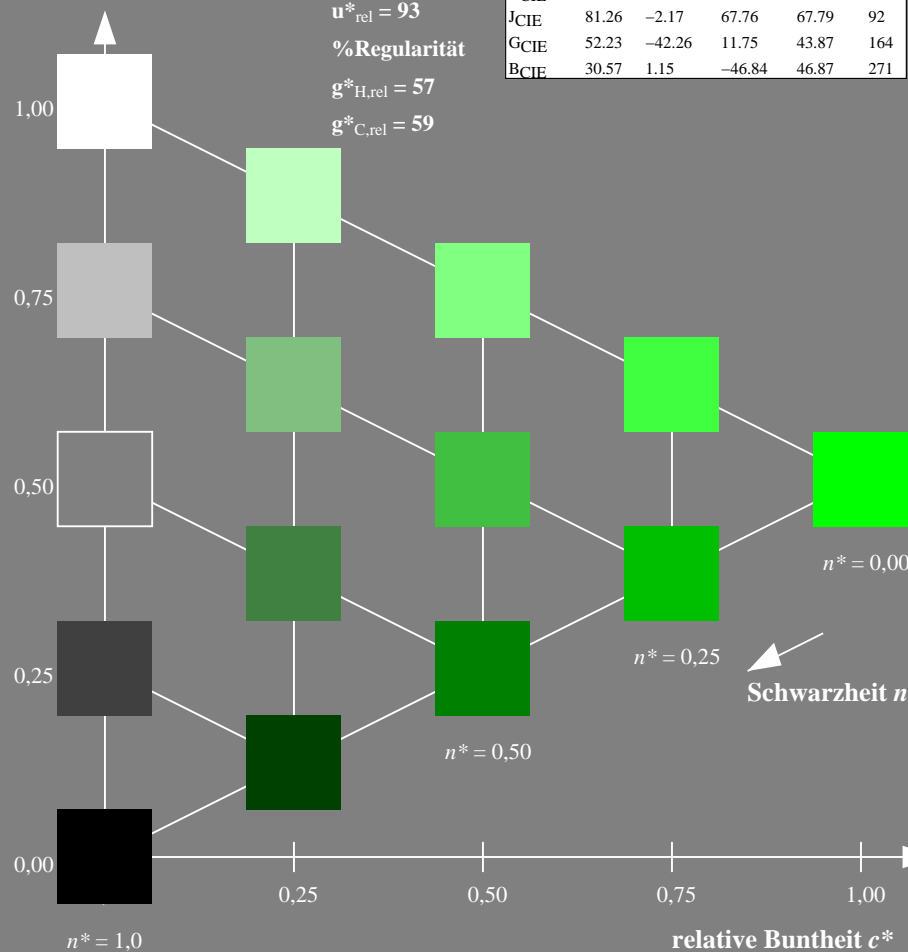 u*rel = 93
%Regularität
g*H,rel = 57
g*C,rel = 59
CIE
JCIE 81.26 −2.17 67.76 67.79 92
GCIE 52.23 −42.26 11.75 43.87 164
BCIE 30.57 1.15 −46.84 46.87 271
1,00
0,75
0,50
n* = 0,00
0,25
n* = 0,25
Schwarzheit n
n* = 0,50
0,00
0,25 0,50 0,75 1,00
n* = 1,0
relative Buntheit c*